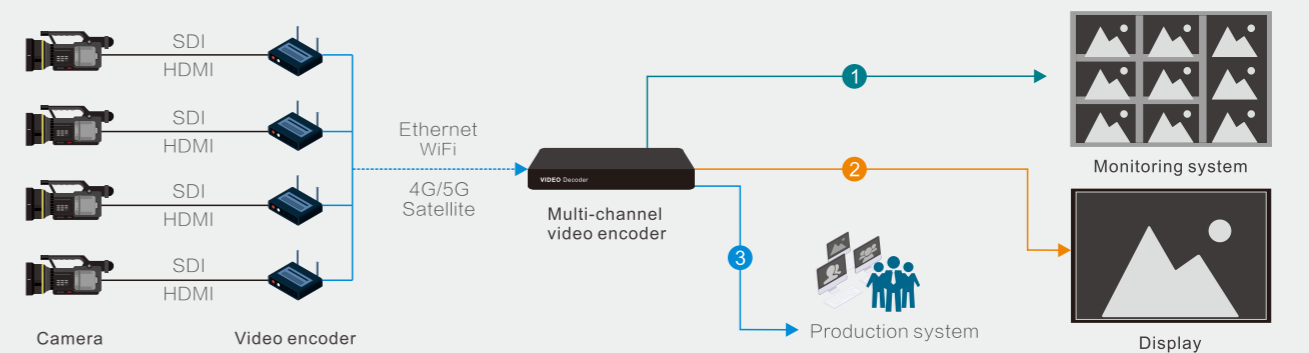 SDI
HDMI
SDI
HDMI
SDI
HDMI
SDI
HDMI
Camera
Video encoder
Ethernet
WiFi
4G/5G
Satellite
VIDEO Decoder
Multi-channel
video encoder
1
2
3
Monitoring system
Production system
Display